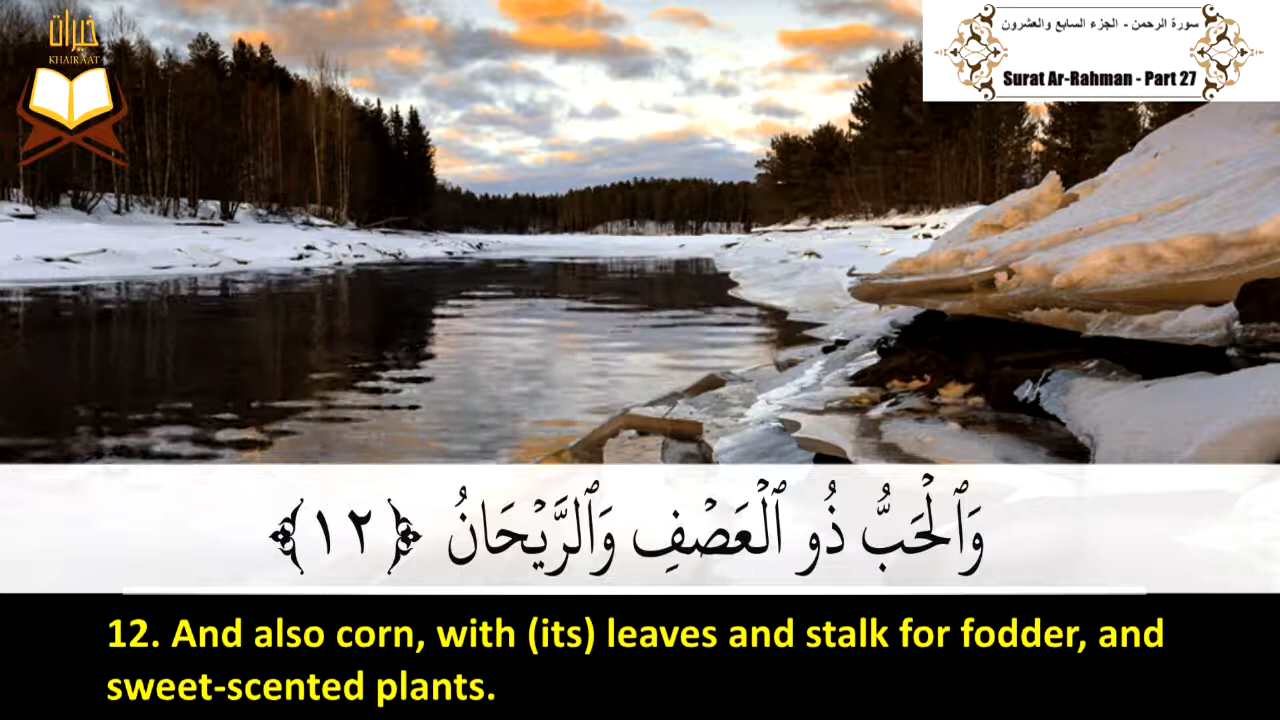 خيرات
KHAIRAAT
سورة الرحمن - الجزء السابع والعشرون
Surat Ar-Rahman - Part 27
وَٱلْحَبُّ ذُو ٱلْعَصْفِ وَٱلرَّيْحَانُ ﴿١٢﴾
12. And also corn, with (its) leaves and stalk for fodder, and
sweet-scented plants.